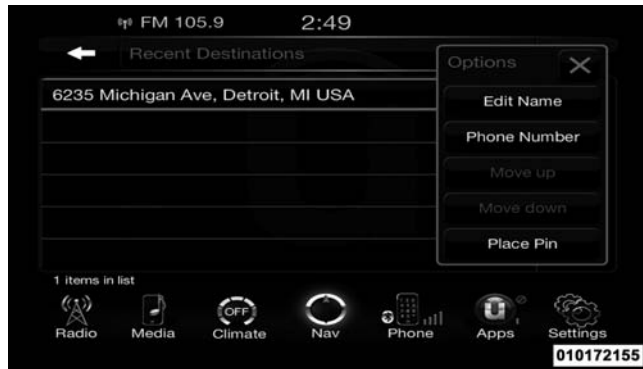 FM 105.9 2:49
Recent Destinations
Options
6235 Michigan Ave, Detroit, MI USA
Edit Name
Phone Number
Move up
Move down
Place Pin
1 items in list
Radio
Media
OFF
Climate
Nav
Phone
Apps
Settings
010172155